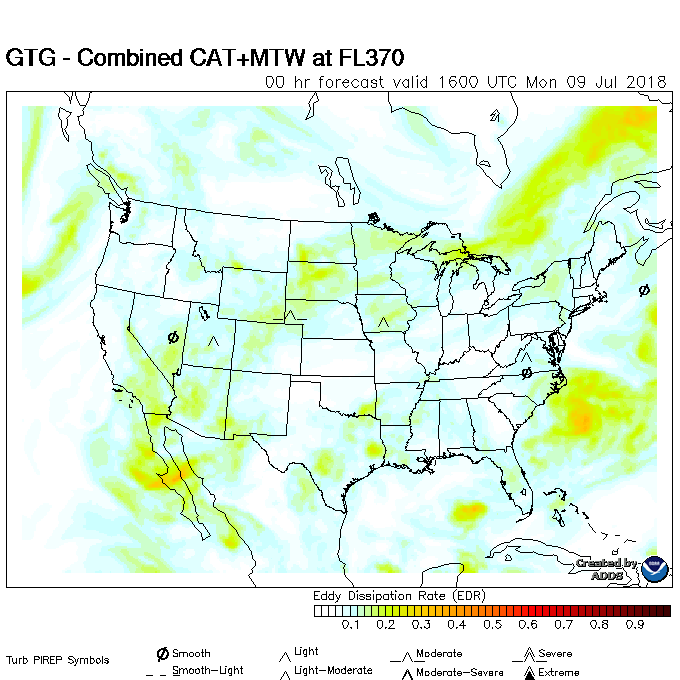 GTG - Combined CAT+MTW at FL370
00 hr forecast valid 1600 UTC Mon 09 Jul 2018
Created by
ADDS
Eddy Dissipation Rate (EDR)
0.1 0.2 0.3 0.4 0.5 0.6 0.7 0.8 0.9
Turb PIREP Symbols
Smooth
Light
Moderate
Severe
Smooth-Light
Light-Moderate
Moderate-Severe
Extreme